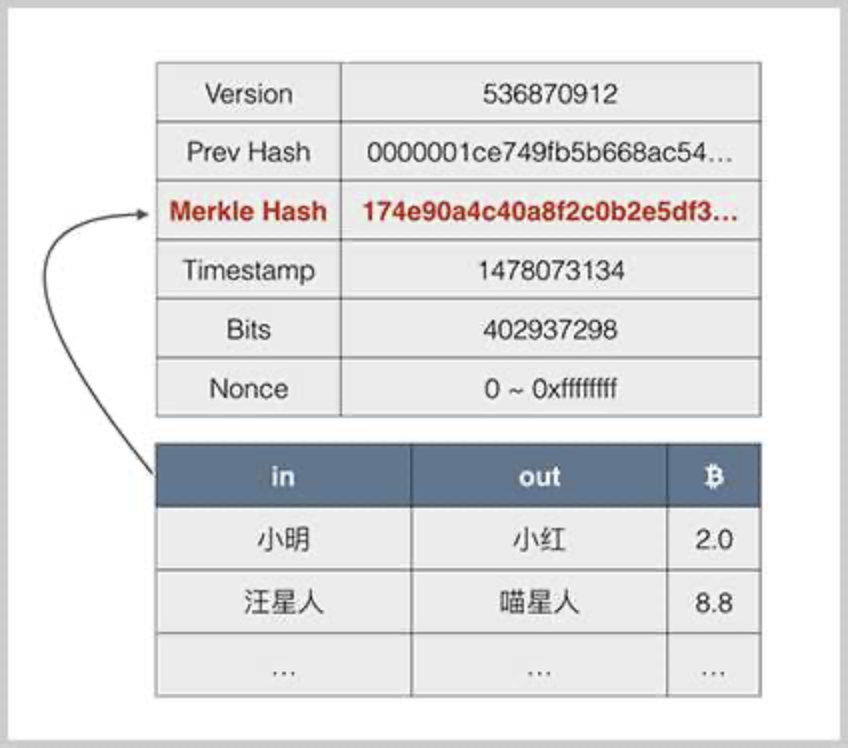 Version 536870912
Prev Hash 0000001ce749fb5b668ac54...
Merkle Hash 174e90a4c40a8f2c0b2e5df3...
Timestamp 1478073134
Bits 402937298
Nonce 0 ~ 0xffffffff
in out ₿
小明 小红 2.0
汪星人 喵星人 8.8
... ... ...